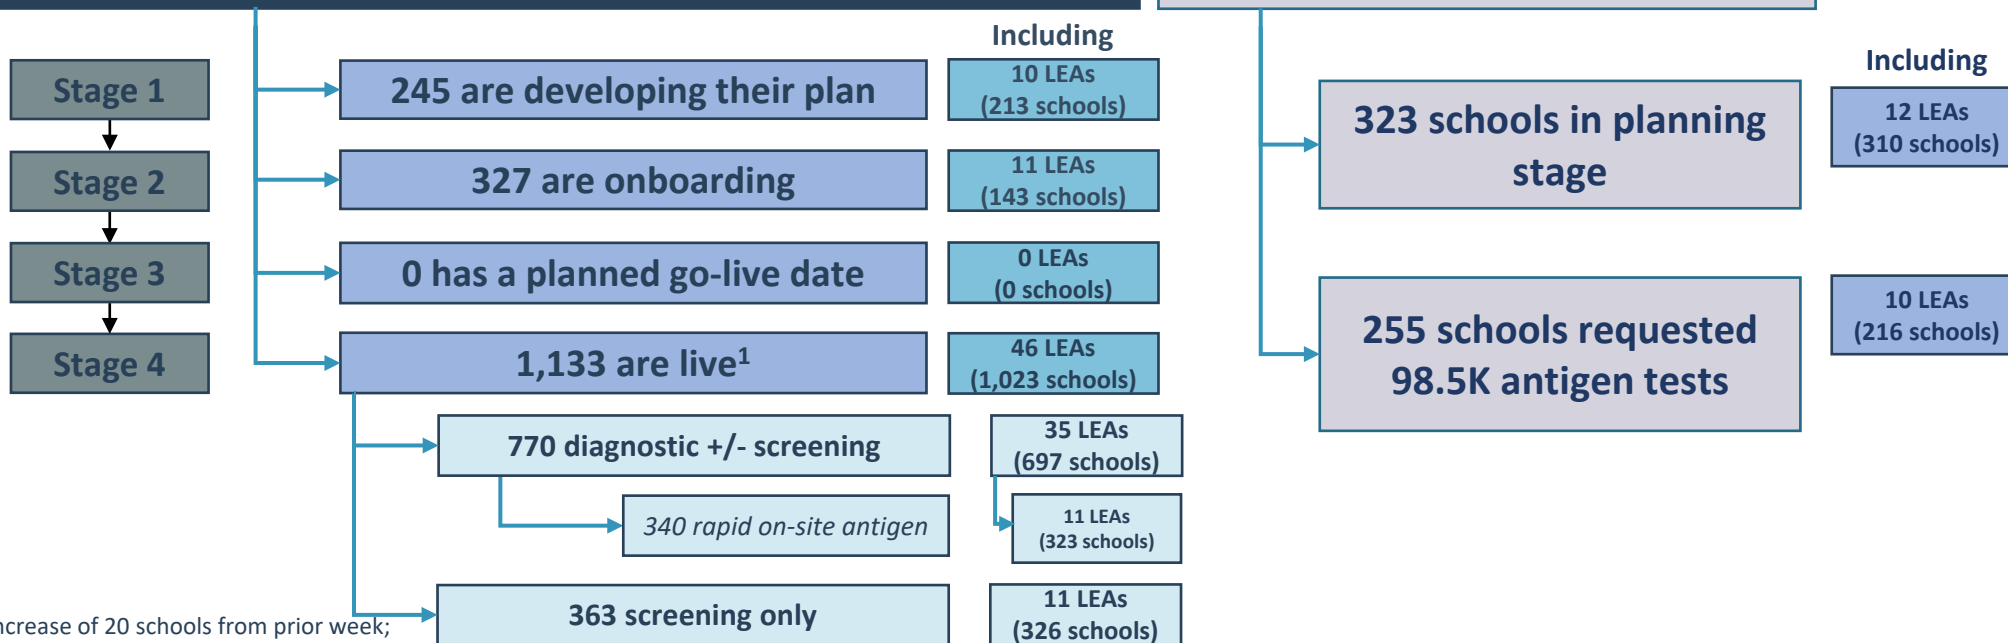 Including
Stage 1
245 are developing their plan
10 LEAs
(213 schools)
Stage 2
327 are onboarding
11 LEAs
(143 schools)
Stage 3
0 has a planned go-live date
0 LEAs
(0 schools)
Stage 4
1,133 are live¹
46 LEAs
(1,023 schools)
770 diagnostic +/- screening
35 LEAs
(697 schools)
340 rapid on-site antigen
11 LEAs
(323 schools)
363 screening only
11 LEAs
(326 schools)
Including
323 schools in planning
stage
12 LEAs
(310 schools)
255 schools requested
98.5K antigen tests
10 LEAs
(216 schools)
of 20 schools from prior week;